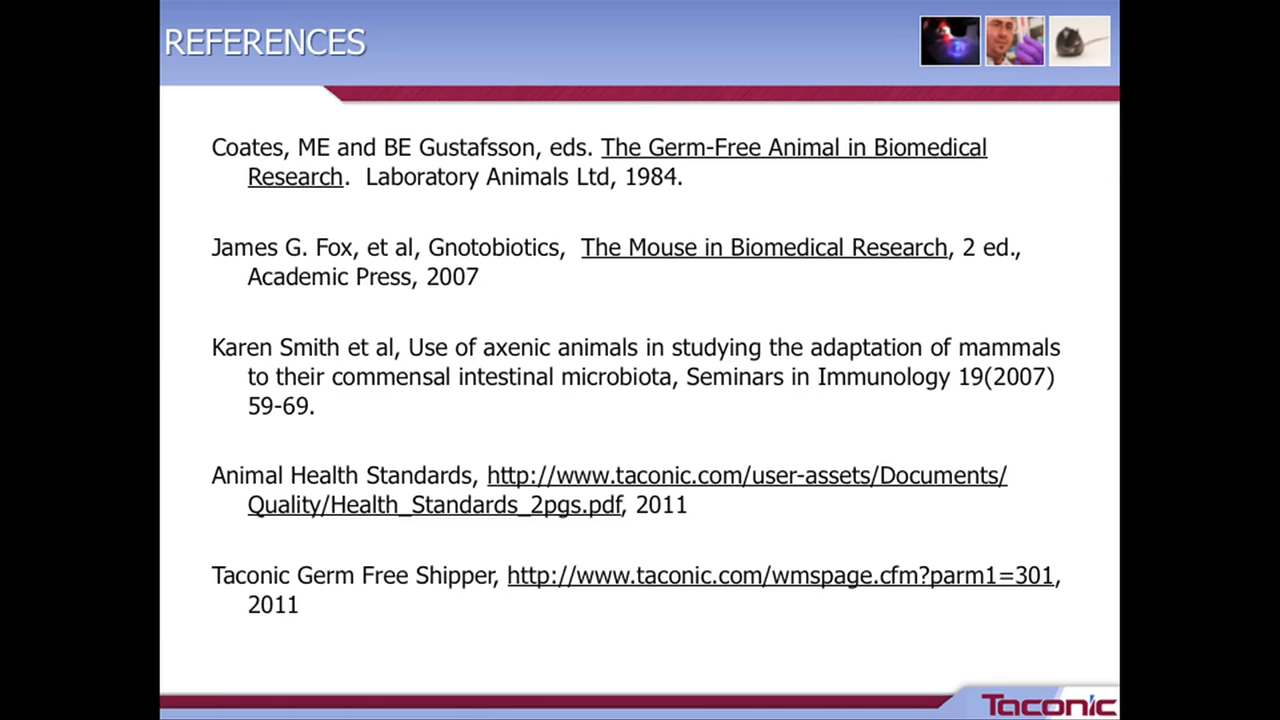 REFERENCES
Coates, ME and BE Gustafsson, eds. The Germ-Free Animal in Biomedical
Research.  Laboratory Animals Ltd, 1984.
James G. Fox, et al, Gnotobiotics,  The Mouse in Biomedical Research, 2 ed.,
Academic Press, 2007
Karen Smith et al, Use of axenic animals in studying the adaptation of mammals
to their commensal intestinal microbiota, Seminars in Immunology 19(2007)
59-69.
Animal Health Standards, http://www.taconic.com/user-assets/Documents/
Quality/Health_Standards_2pgs.pdf, 2011
Taconic Germ Free Shipper, http://www.taconic.com/wmspage.cfm?parm1=301,
2011
Taconic